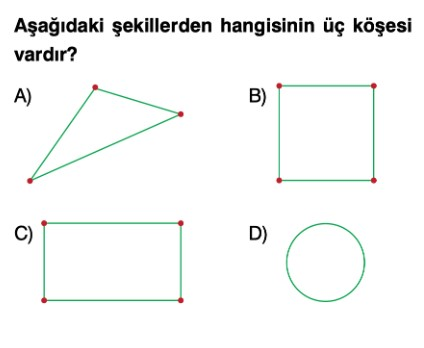 Aşağıdaki şekillerden hangisinin üç köşesi
vardır?
A)
B)
C)
D)